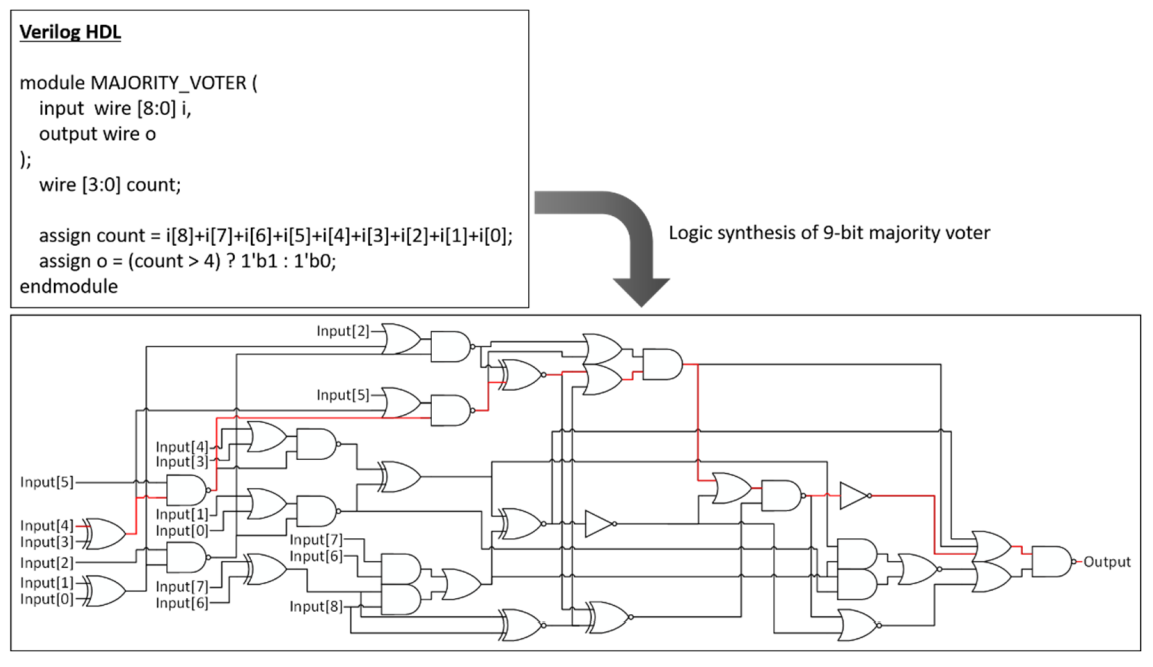 Verilog HDL
module MAJORITY_VOTER (
input wire [8:0] i,
output wire o
);
wire [3:0] count;
assign count = i[8]+i[7]+i[6]+i[5]+i[4]+i[3]+i[2]+i[1]+i[0];
assign o = (count > 4) ? 1'b1 : 1'b0;
endmodule
Logic synthesis of 9-bit majority voter
Input[2]
Input[5]
Input[4]
Input[3]
Input[5]
Input[1]
Input[4]
Input[0]
Input[3]
Input[7]
Input[6]
Input[2]
Output
Input[1]
Input[7]
Input[0]
Input[6]
Input[8]